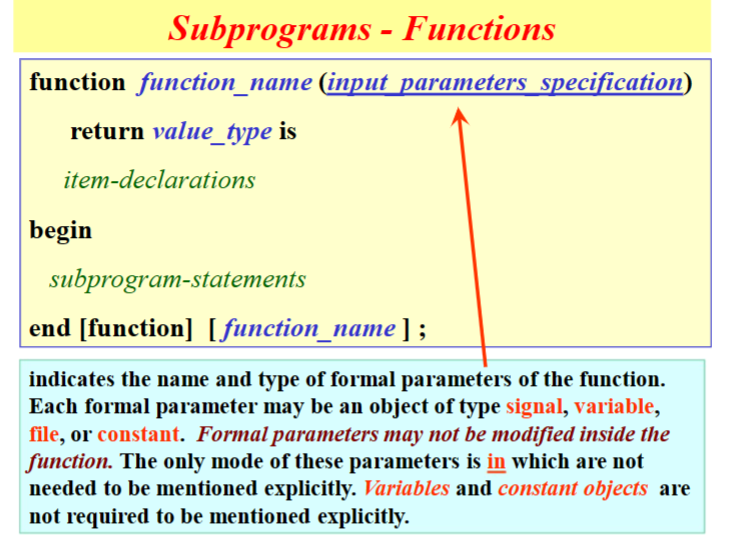 Subprograms - Functions
function function_name (input_parameters_specification)
return value_type is
item-declarations
begin
subprogram-statements
end [function] [ function_name ] ;
indicates the name and type of formal parameters of the function.
Each formal parameter may be an object of type signal, variable,
file, or constant. Formal parameters may not be modified inside the
function. The only mode of these parameters is in which are not
needed to be mentioned explicitly. Variables and constant objects are
not required to be mentioned explicitly.